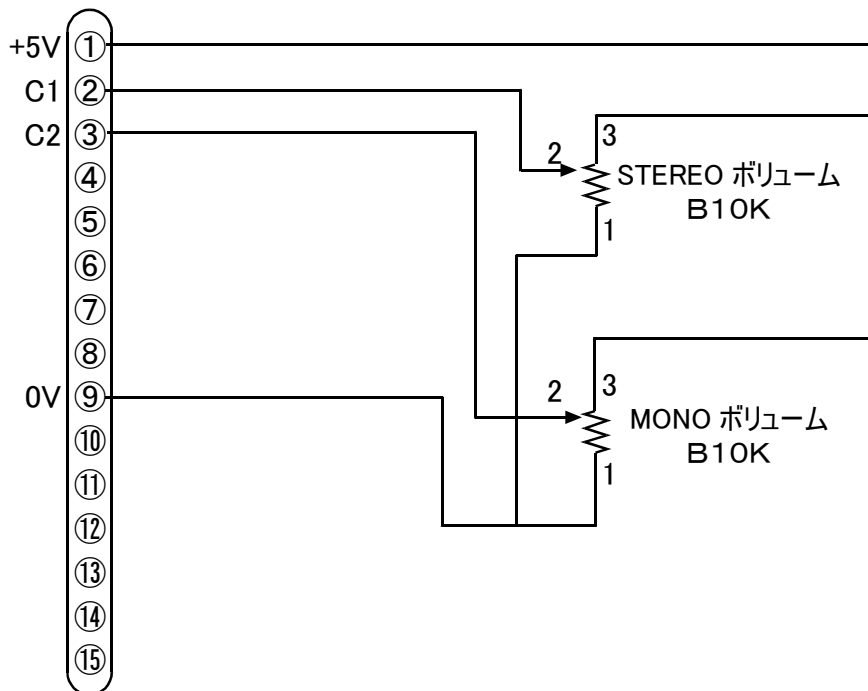 +5V ①
C1 ②
C2 ③
④
⑤
⑥
⑦
⑧
0V ⑨
⑩
⑪
⑫
⑬
⑭
⑮
3
2
STEREO ボリューム
B10K
1
3
2
MONO ボリューム
B10K
1